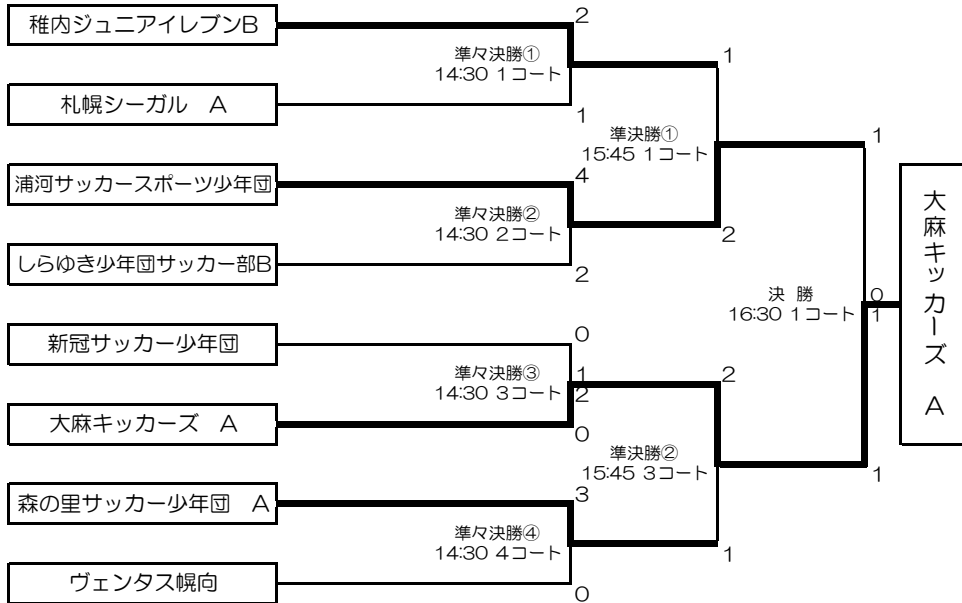 稚内ジュニアイレブンB
2
準々決勝①
14:30 1コート
1
札幌シーガル　A
1
準決勝①
15:45 1コート
1
浦河サッカースポーツ少年団
4
準々決勝②
14:30 2コート
2
しらゆき少年団サッカー部B
2
決 勝
16:30 1コート
0
1
大麻キッカーズ　A
新冠サッカー少年団
0
準々決勝③
14:30 3コート
1
2
2
大麻キッカーズ　A
0
準決勝②
15:45 3コート
1
森の里サッカー少年団　A
3
準々決勝④
14:30 4コート
1
ヴェンタス幌向
0